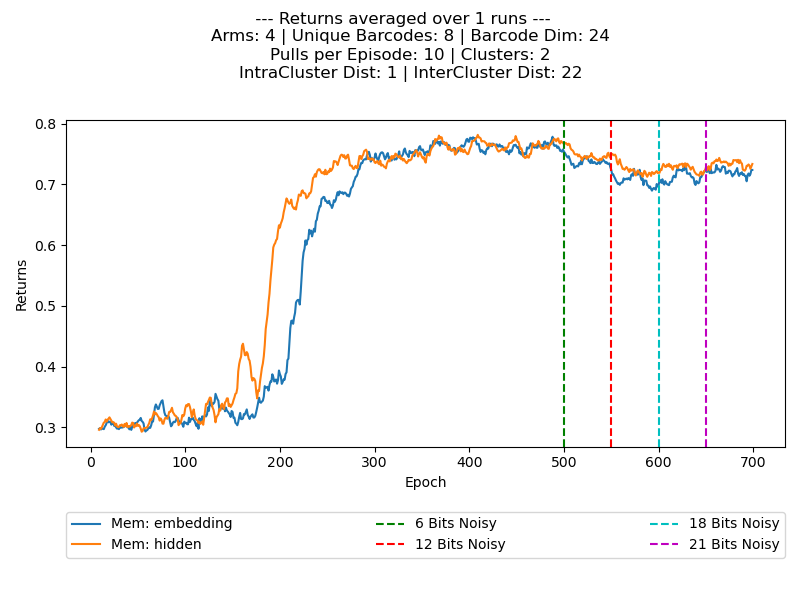 --- Returns averaged over 1 runs ---
Arms: 4 | Unique Barcodes: 8 | Barcode Dim: 24
Pulls per Episode: 10 | Clusters: 2
IntraCluster Dist: 1 | InterCluster Dist: 22
0.8
0.7
0.6
0.5
0.4
0.3
Returns
0 100 200 300 400 500 600 700
Epoch
Mem: embedding
Mem: hidden
6 Bits Noisy
12 Bits Noisy
18 Bits Noisy
21 Bits Noisy